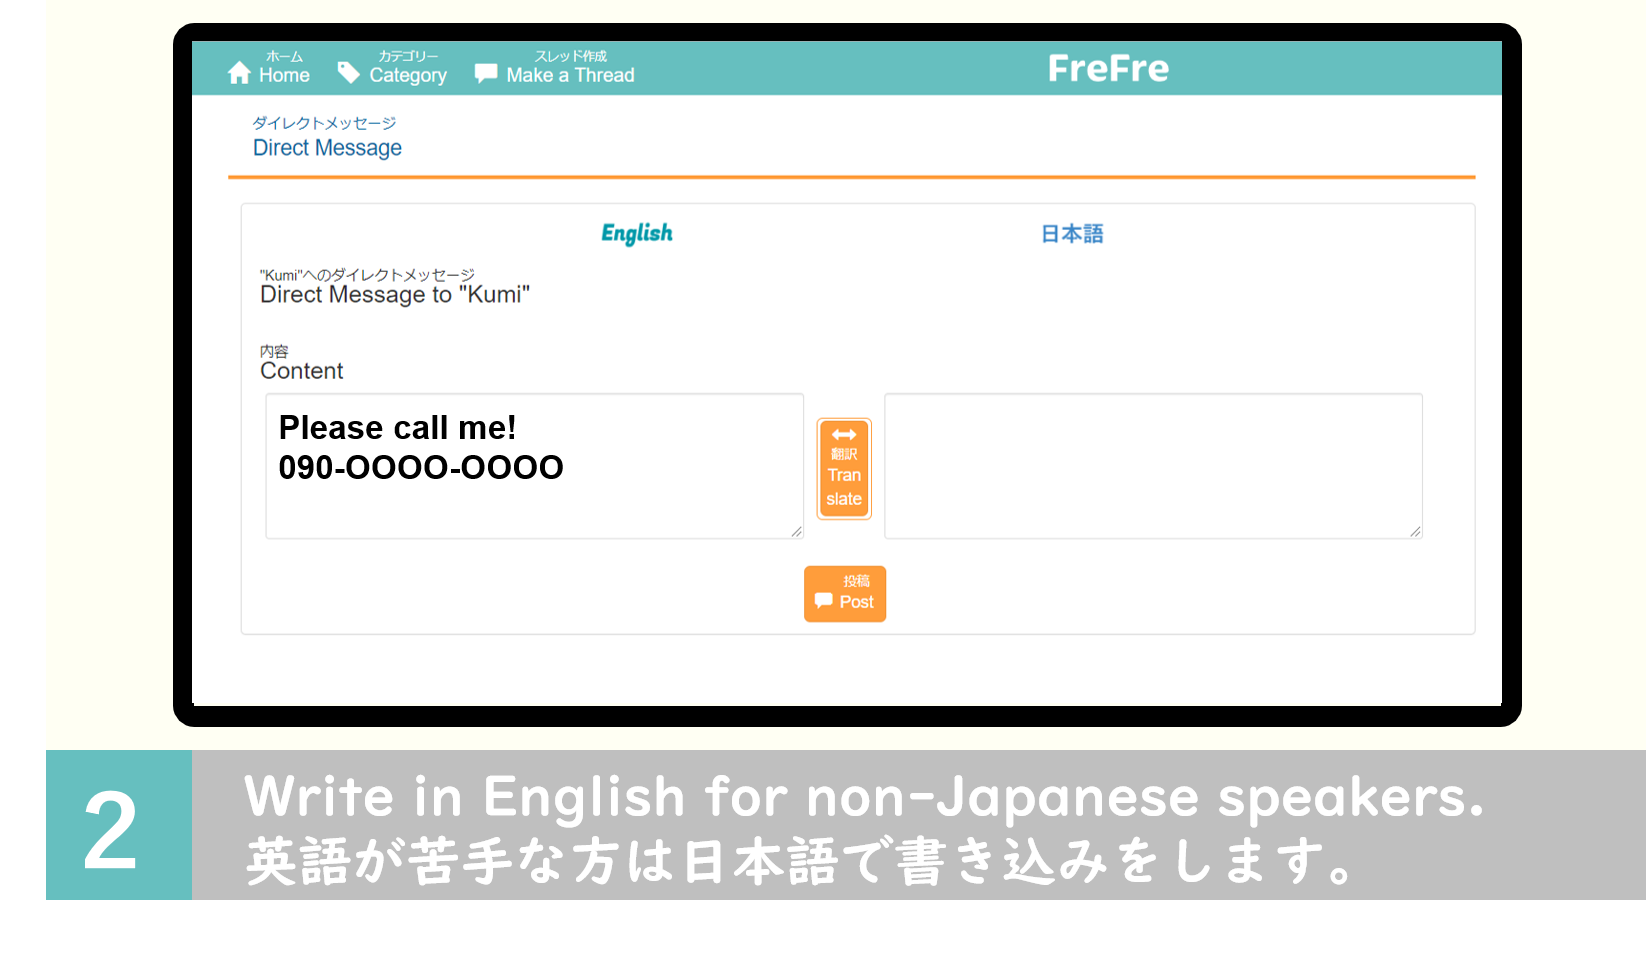 ホーム
Home
カテゴリー
Category
スレッド作成
Make a Thread
FreFre
ダイレクトメッセージ
Direct Message
English
日本語
"Kumi"へのダイレクトメッセージ
Direct Message to "Kumi"
内容
Content
Please call me!
090-OOOO-OOOO
翻訳
Tran
slate
投稿
Post
2
Write in English for non-Japanese speakers.
英語が苦手な方は日本語で書き込みをします。